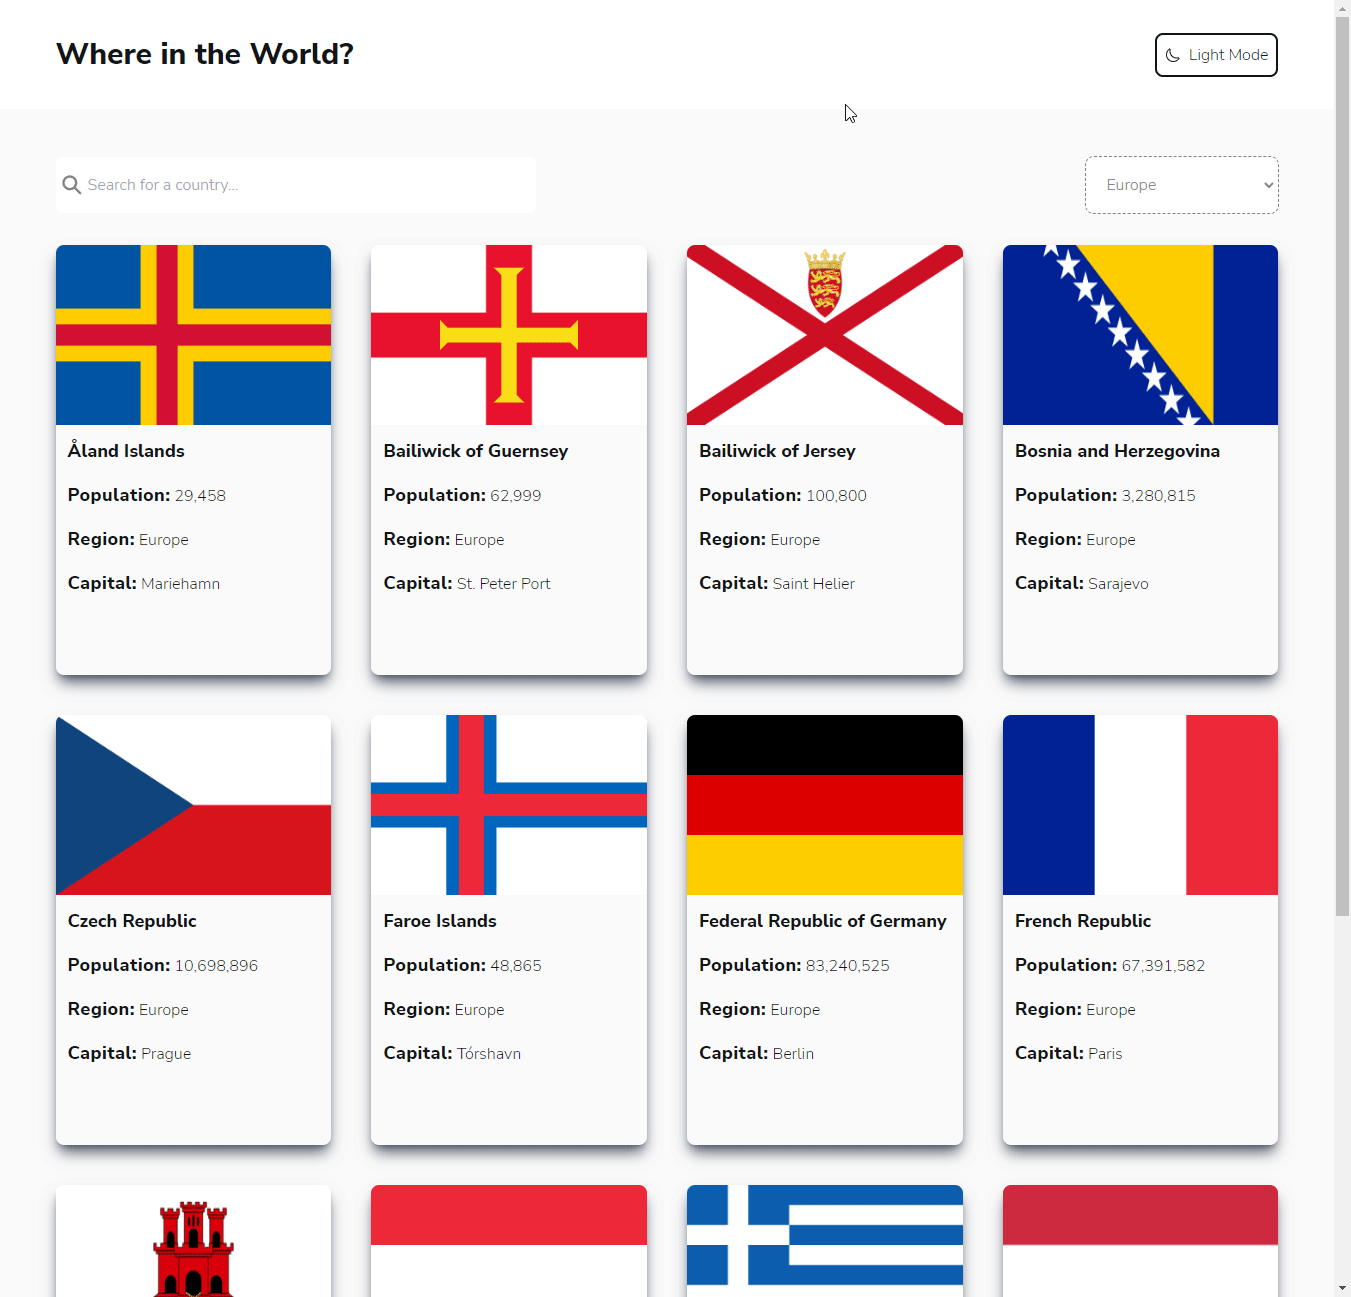 Where in the World?
Light Mode
Search for a country...
Europe
Åland Islands
Population: 29,458
Region: Europe
Capital: Mariehamn
Bailiwick of Guernsey
Population: 62,999
Region: Europe
Capital: St. Peter Port
Bailiwick of Jersey
Population: 100,800
Region: Europe
Capital: Saint Helier
Bosnia and Herzegovina
Population: 3,280,815
Region: Europe
Capital: Sarajevo
Czech Republic
Population: 10,698,896
Region: Europe
Capital: Prague
Faroe Islands
Population: 48,865
Region: Europe
Capital: Tórshavn
Federal Republic of Germany
Population: 83,240,525
Region: Europe
Capital: Berlin
French Republic
Population: 67,391,582
Region: Europe
Capital: Paris